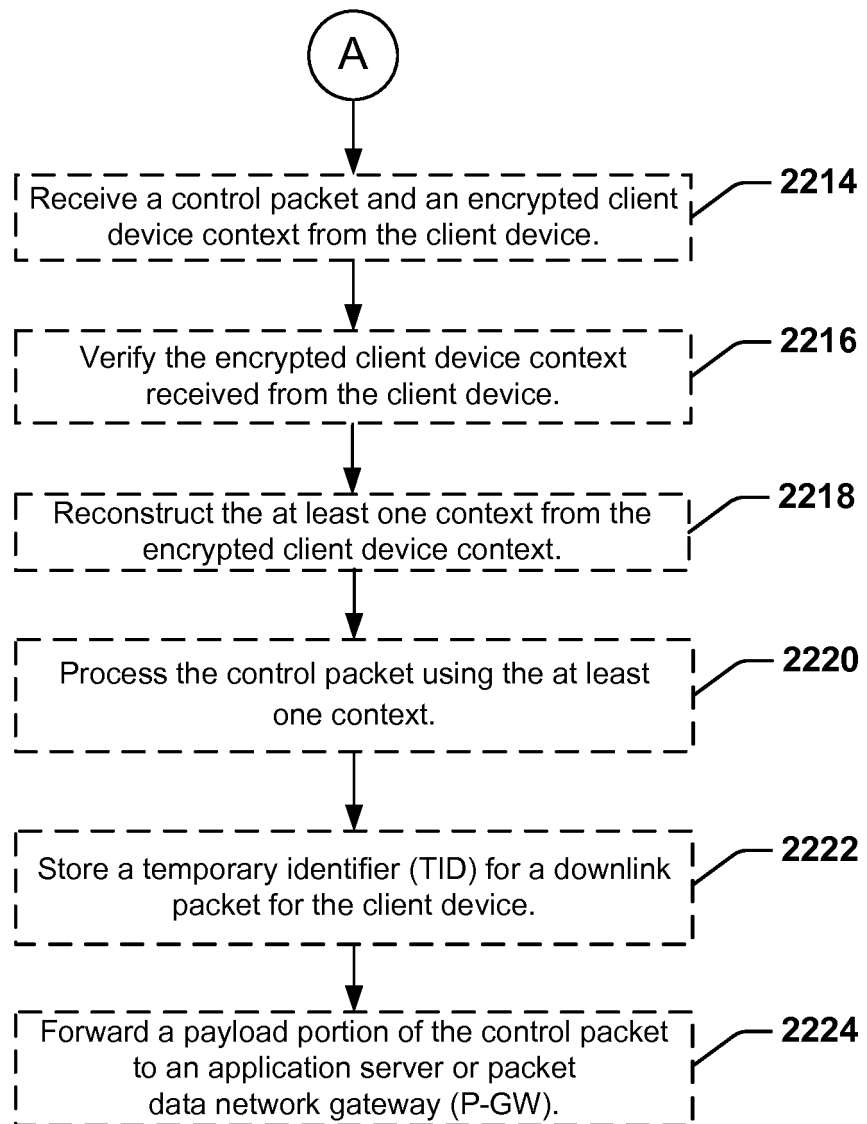 A
2214
Receive a control packet and an encrypted client
device context from the client device.
2216
Verify the encrypted client device context
received from the client device.
2218
Reconstruct the at least one context from the
encrypted client device context.
2220
Process the control packet using the at least
one context.
2222
Store a temporary identifier (TID) for a downlink
packet for the client device.
2224
Forward a payload portion of the control packet
to an application server or packet
data network gateway (P-GW).